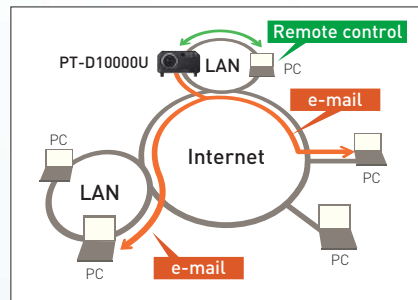 Remote control
PT-D10000U
LAN
PC
e-mail
PC
Internet
PC
LAN
PC
e-mail
PC